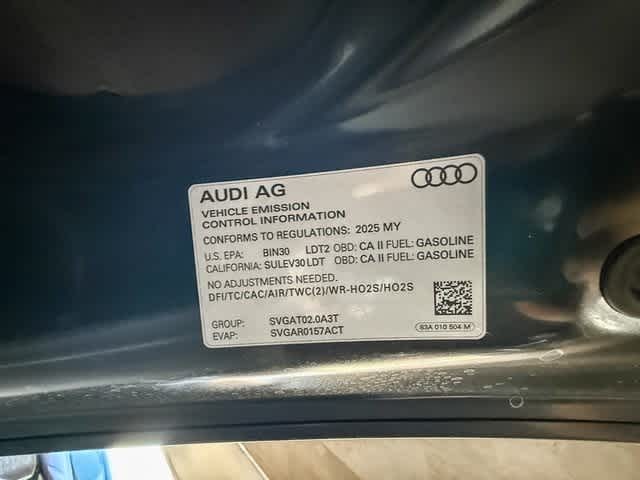 AUDI AG
VEHICLE EMISSION
CONTROL INFORMATION
CONFORMS TO REGULATIONS: 2025 MY
U.S. EPA: BIN30 LDT2 OBD: CA II FUEL: GASOLINE
CALIFORNIA: SULEV30 LDT OBD: CA II FUEL: GASOLINE
NO ADJUSTMENTS NEEDED.
DFI/TC/CAC/AIR/TWC(2)/WR-HO2S/HO2S
GROUP: SVGAT02.0A3T
EVAP: SVGAR0157ACT
83A 010 504 M